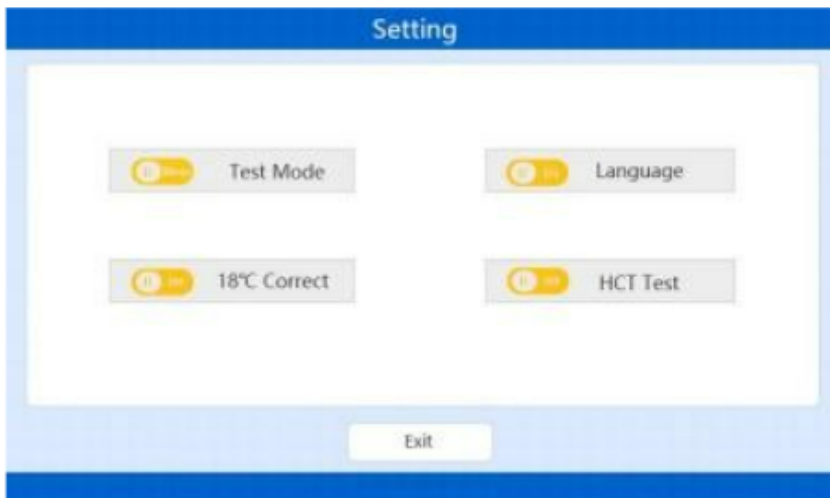 Setting
Test Mode
Language
18℃ Correct
HCT Test
Exit